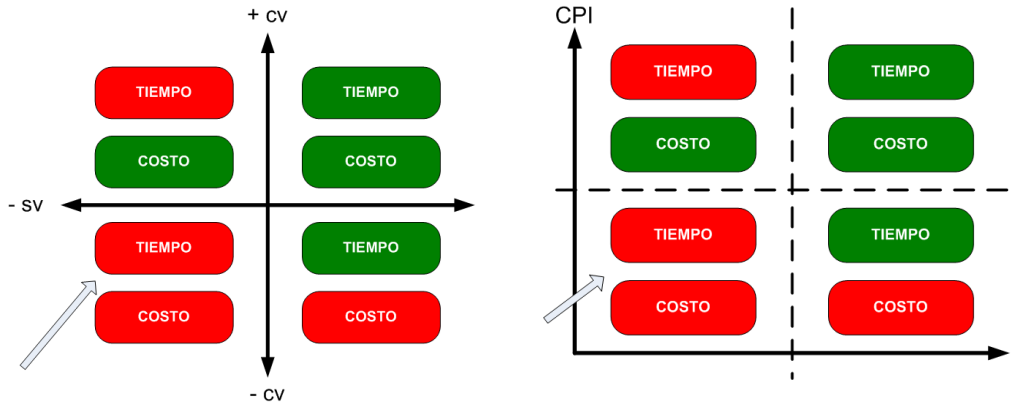 + cv
TIEMPO
TIEMPO
COSTO
COSTO
- sv
TIEMPO
TIEMPO
COSTO
COSTO
- cv
CPI
TIEMPO
TIEMPO
COSTO
COSTO
TIEMPO
TIEMPO
COSTO
COSTO